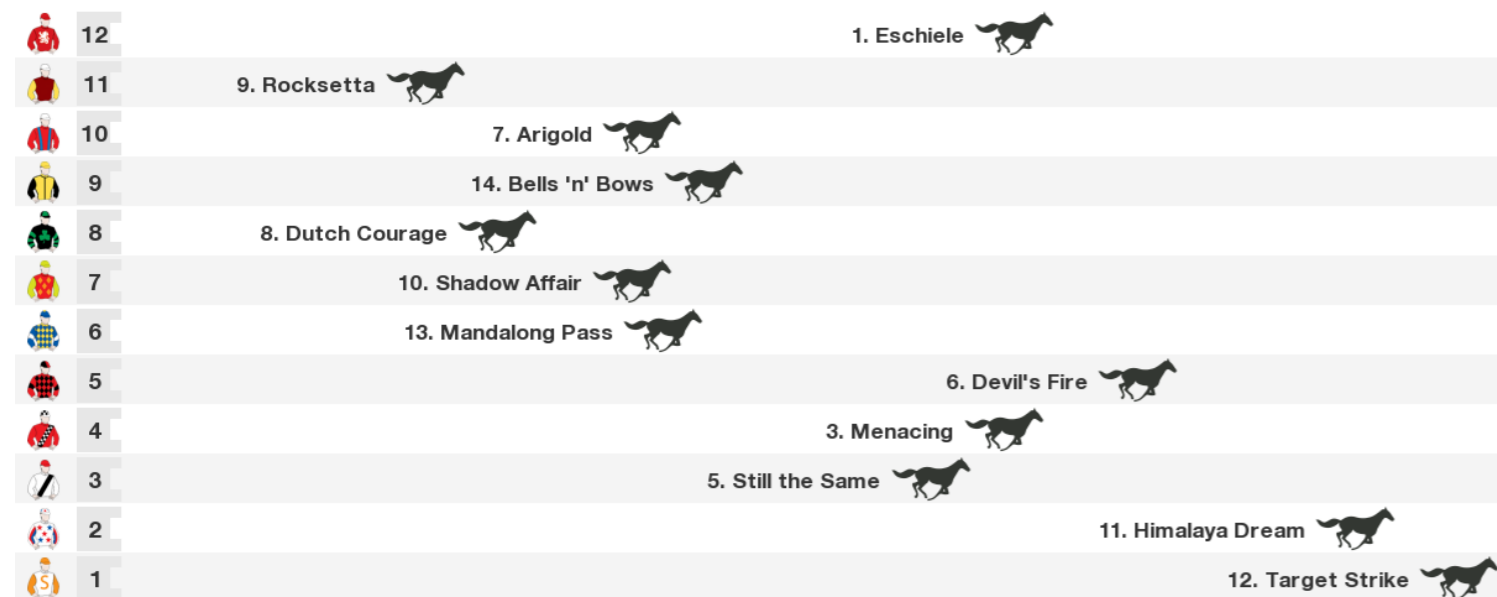 12 1. Eschiele
11 9. Rocksetta
10 7. Arigold
9 14. Bells 'n' Bows
8 8. Dutch Courage
7 10. Shadow Affair
6 13. Mandalong Pass
5 6. Devil's Fire
4 3. Menacing
3 5. Still the Same
2 11. Himalaya Dream
S 1 12. Target Strike